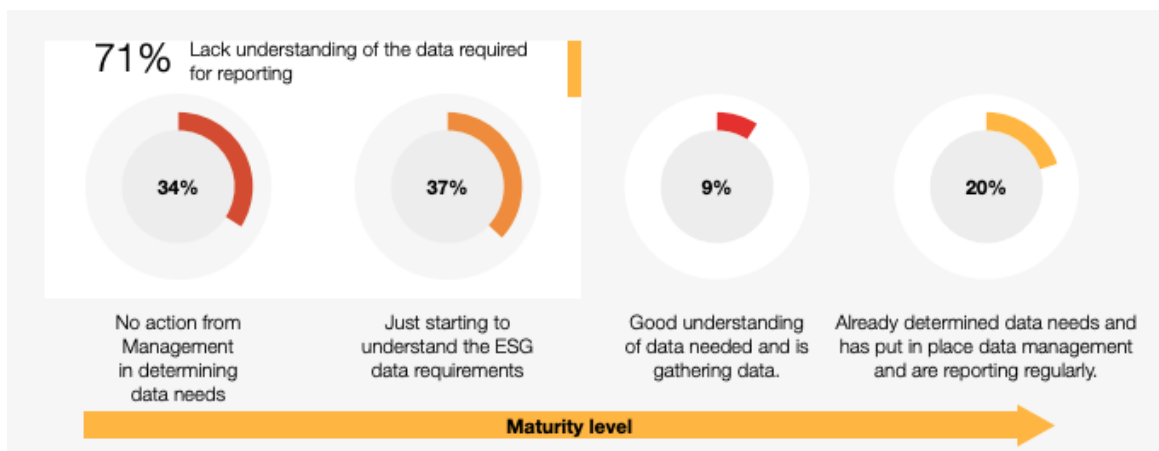 71%
Lack understanding of the data required
for reporting
34%
37%
9%
20%
No action from
Management
in determining
data needs
Just starting to
understand the ESG
data requirements
Good understanding
of data needed and is
gathering data.
Already determined data needs and
has put in place data management
and are reporting regularly.
Maturity level